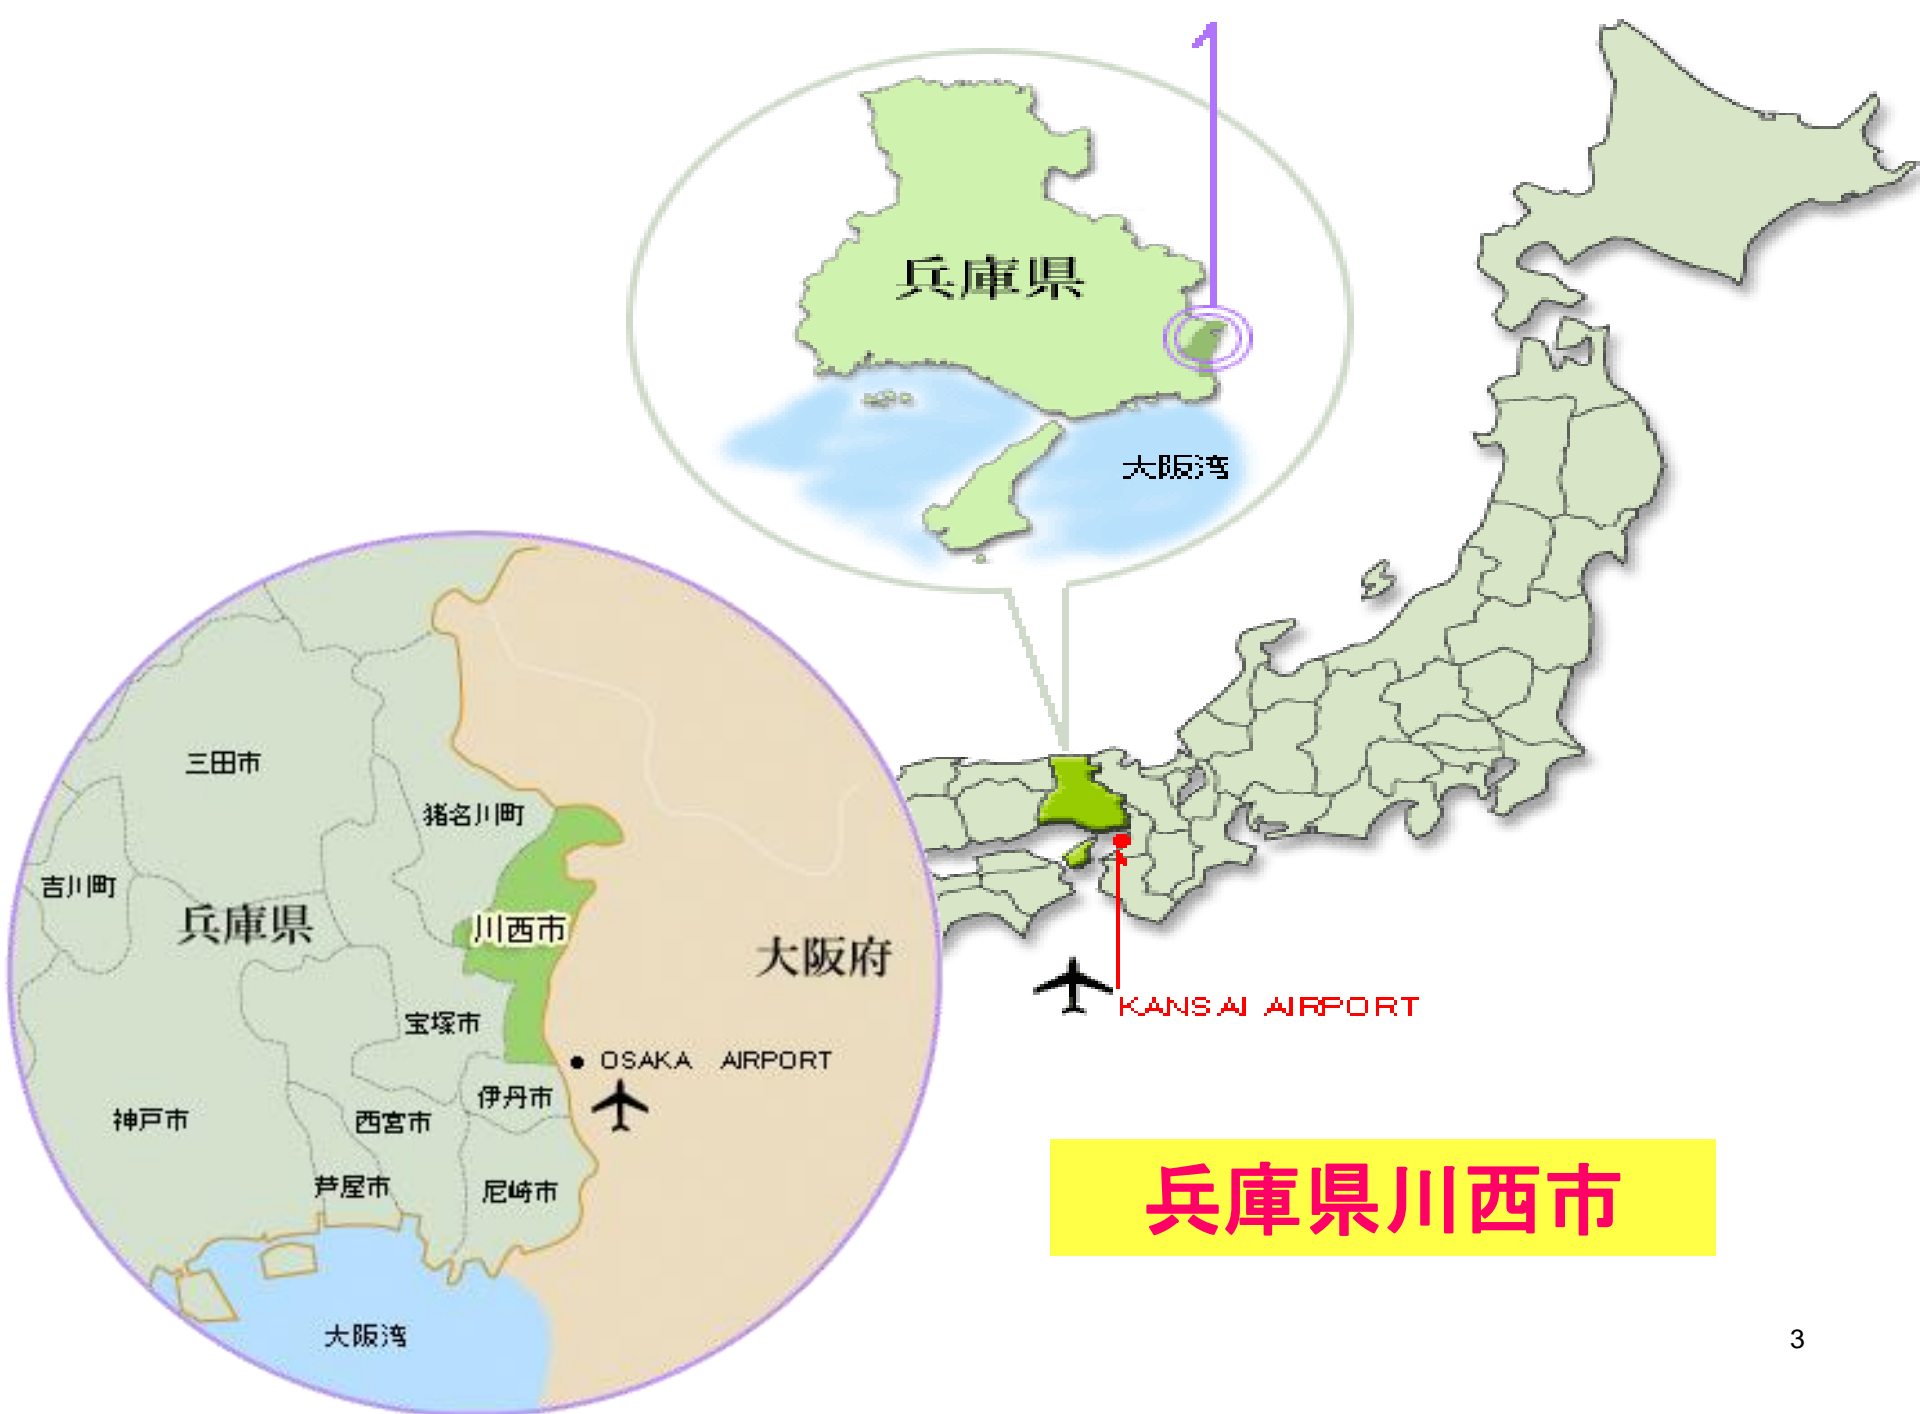 1
兵庫県
大阪湾
三田市
猪名川町
吉川町
兵庫県
川西市
大阪府
宝塚市
OSAKA AIRPORT
伊丹市
神戸市
西宮市
芦屋市
尼崎市
大阪湾
KANSAI AIRPORT
兵庫県川西市
3